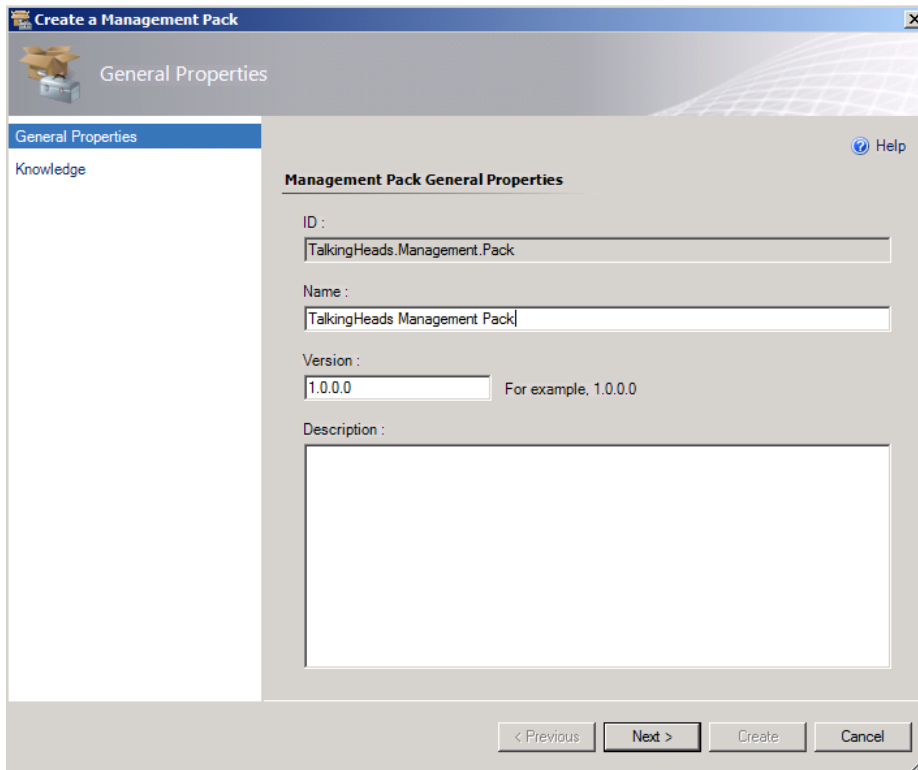 Create a Management Pack
General Properties
General Properties
Knowledge
Help
Management Pack General Properties
ID :
TalkingHeads.Management.Pack
Name :
TalkingHeads Management Pack
Version :
1.0.0.0 For example, 1.0.0.0
Description :
< Previous Next > Create Cancel